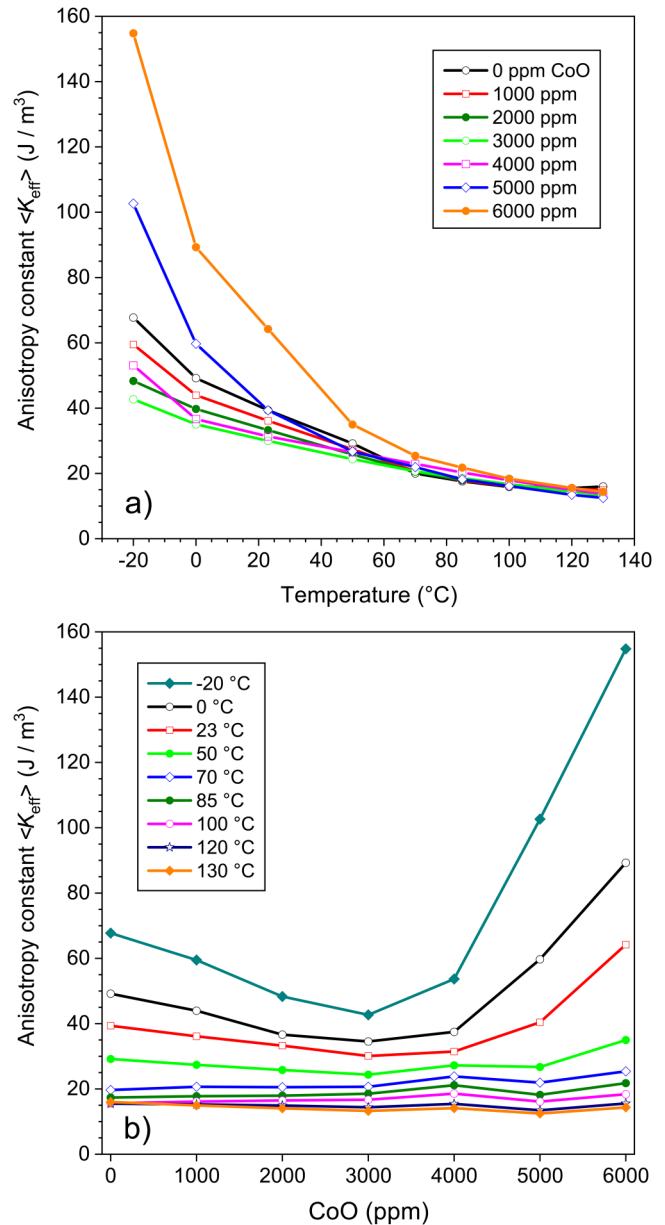 160
140
120
100
80
60
40
20
0
Anisotropy constant <K_eff> (J / m³)
0 ppm CoO
1000 ppm
2000 ppm
3000 ppm
4000 ppm
5000 ppm
6000 ppm
a)
-20 0 20 40 60 80 100 120 140
Temperature (°C)
160
140
120
100
80
60
40
20
0
Anisotropy constant <K_eff> (J / m³)
-20 °C
0 °C
23 °C
50 °C
70 °C
85 °C
100 °C
120 °C
130 °C
b)
0 1000 2000 3000 4000 5000 6000
CoO (ppm)